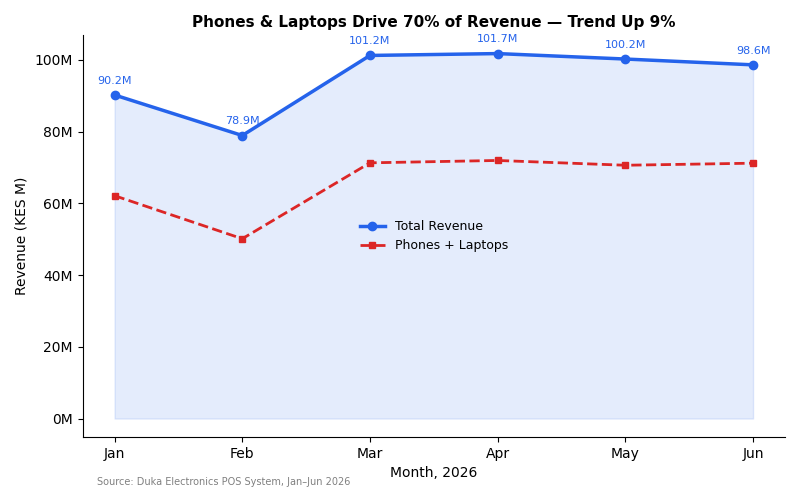 Phones & Laptops Drive 70% of Revenue — Trend Up 9%
100M
80M
60M
40M
20M
0M
Revenue (KES M)
90.2M
78.9M
101.2M
101.7M
100.2M
98.6M
Total Revenue
Phones + Laptops
Jan
Feb
Mar
Apr
May
Jun
Month, 2026
Source: Duka Electronics POS System, Jan–Jun 2026